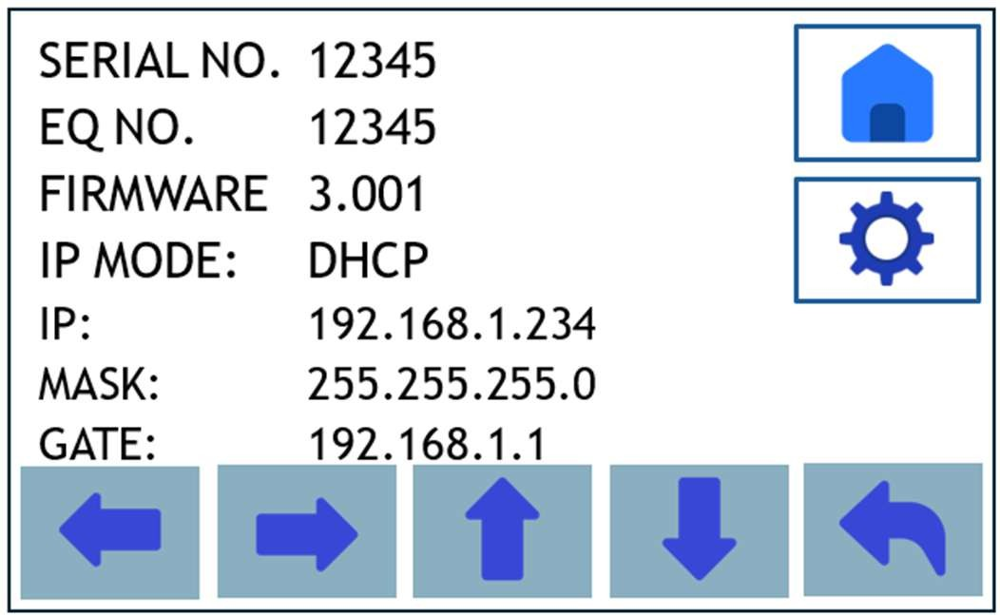 SERIAL NO. 12345
EQ NO. 12345
FIRMWARE 3.001
IP MODE: DHCP
IP: 192.168.1.234
MASK: 255.255.255.0
GATE: 192.168.1.1